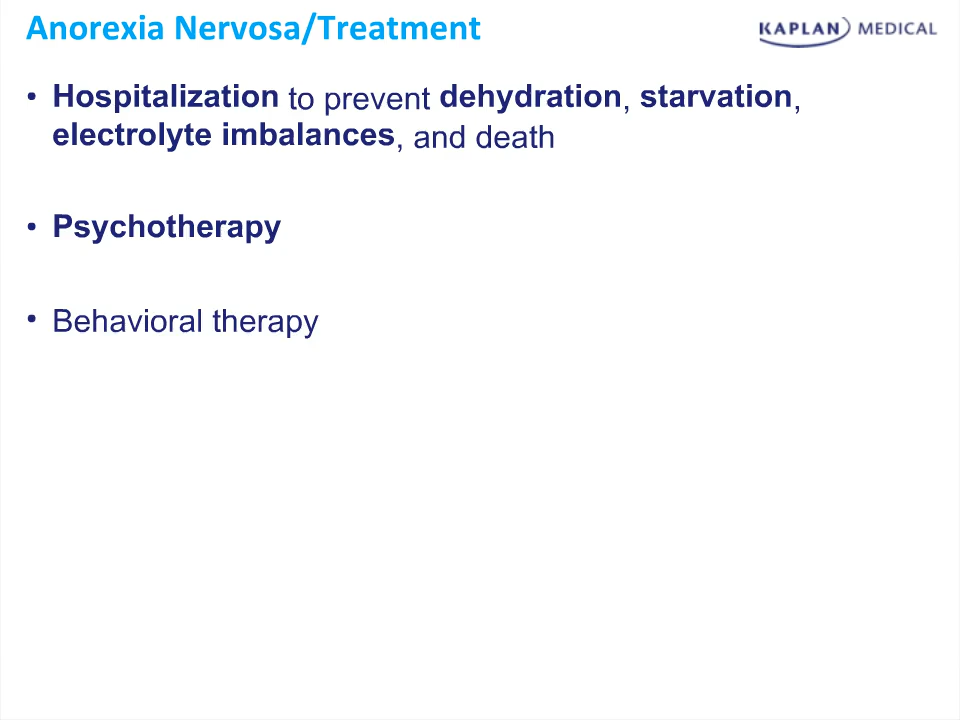 Anorexia Nervosa/Treatment
KAPLAN MEDICAL
• Hospitalization to prevent dehydration, starvation,
electrolyte imbalances, and death
• Psychotherapy
• Behavioral therapy